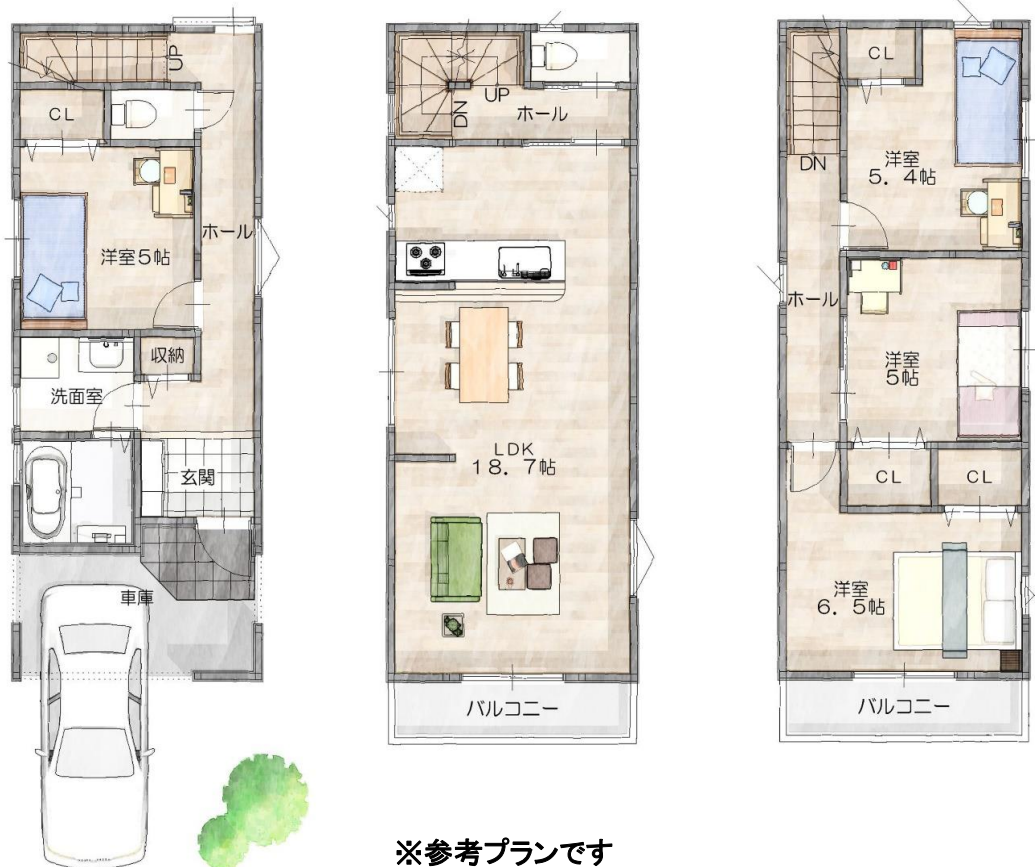 UP
CL
洋室5帖
ホール
収納
洗面室
玄関
車庫
UP
DN
ホール
LDK
18.7帖
バルコニー
CL
DN
洋室
5.4帖
ホール
洋室
5帖
CL
CL
洋室
6.5帖
バルコニー
※参考プランです